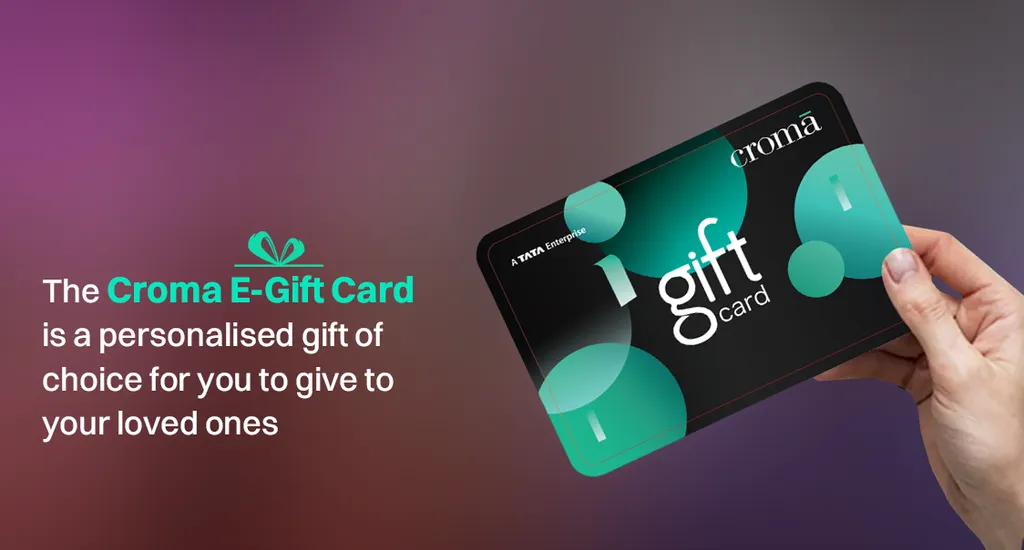 The Croma E-Gift Card
is a personalised gift of
choice for you to give to
your loved ones
cromā
A TATA Enterprise
gift
card